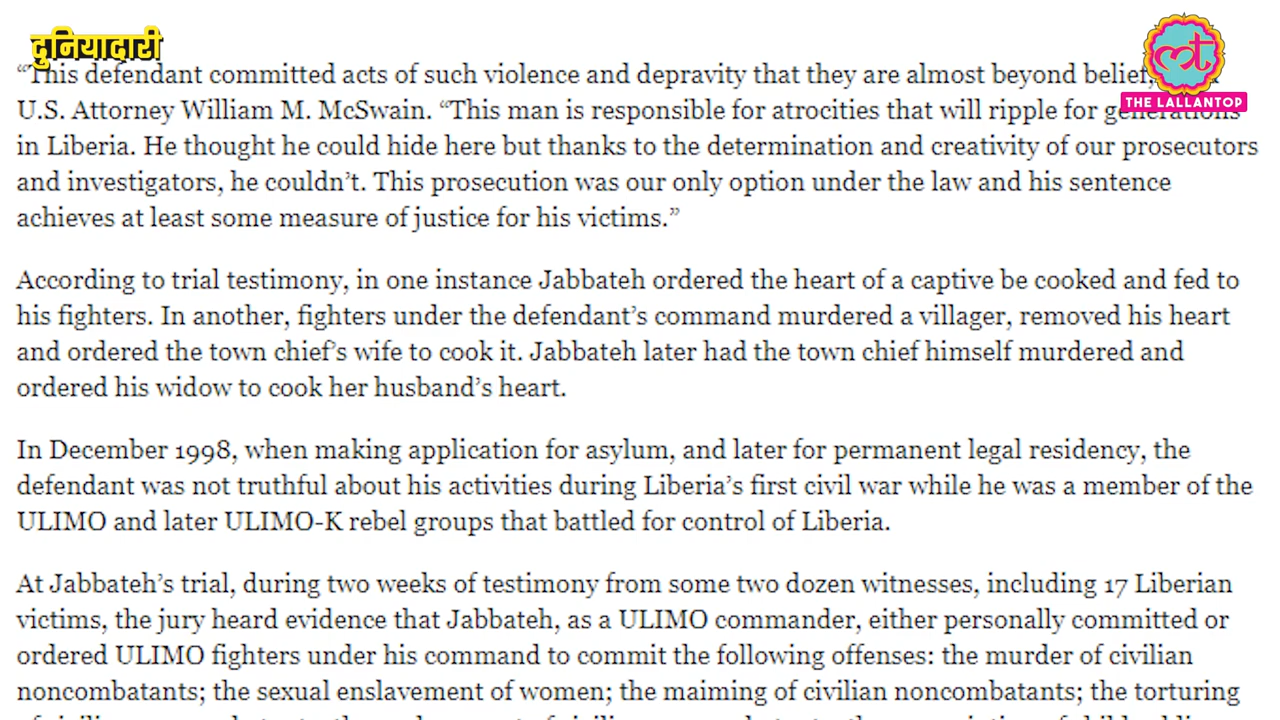 दुनियादारी
THE LALLANTOP
“This defendant committed acts of such violence and depravity that they are almost beyond belief,
U.S. Attorney William M. McSwain. “This man is responsible for atrocities that will ripple for generations
in Liberia. He thought he could hide here but thanks to the determination and creativity of our prosecutors
and investigators, he couldn’t. This prosecution was our only option under the law and his sentence
achieves at least some measure of justice for his victims.”
According to trial testimony, in one instance Jabbateh ordered the heart of a captive be cooked and fed to
his fighters. In another, fighters under the defendant’s command murdered a villager, removed his heart
and ordered the town chief’s wife to cook it. Jabbateh later had the town chief himself murdered and
ordered his widow to cook her husband’s heart.
In December 1998, when making application for asylum, and later for permanent legal residency, the
defendant was not truthful about his activities during Liberia’s first civil war while he was a member of the
ULIMO and later ULIMO-K rebel groups that battled for control of Liberia.
At Jabbateh’s trial, during two weeks of testimony from some two dozen witnesses, including 17 Liberian
victims, the jury heard evidence that Jabbateh, as a ULIMO commander, either personally committed or
ordered ULIMO fighters under his command to commit the following offenses: the murder of civilian
noncombatants; the sexual enslavement of women; the maiming of civilian noncombatants; the torturing